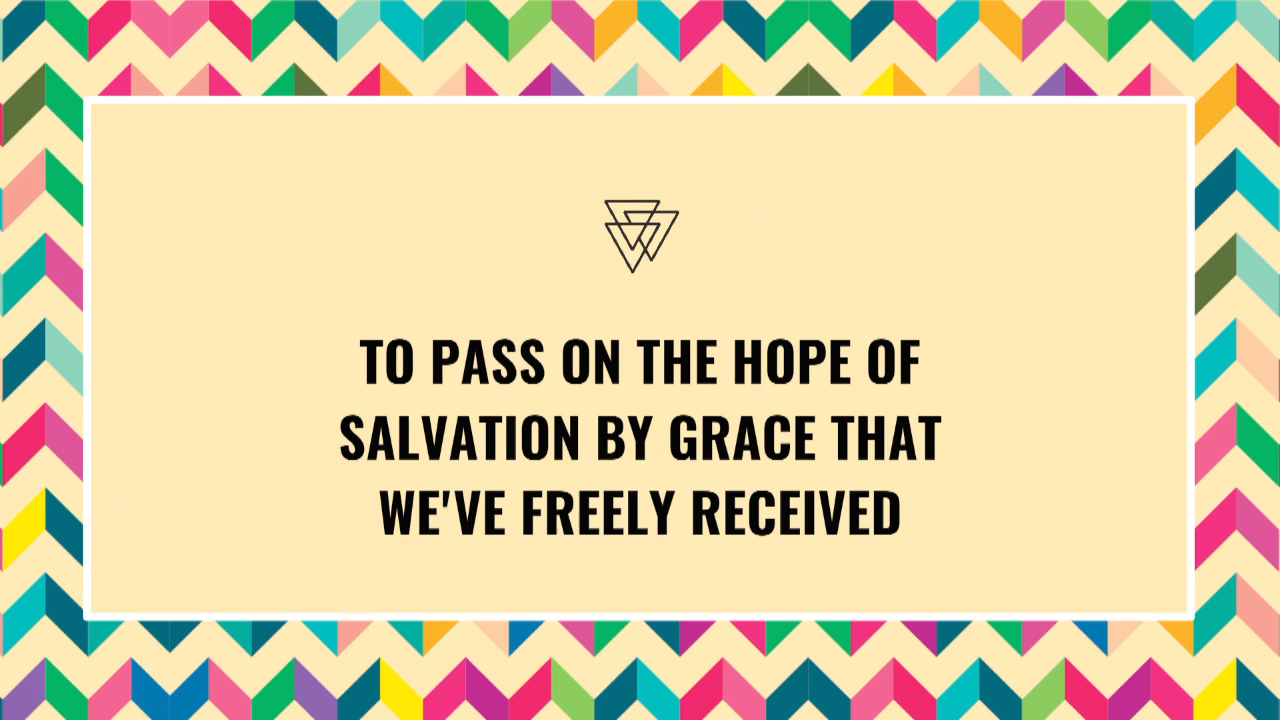 TO PASS ON THE HOPE OF
SALVATION BY GRACE THAT
WE'VE FREELY RECEIVED